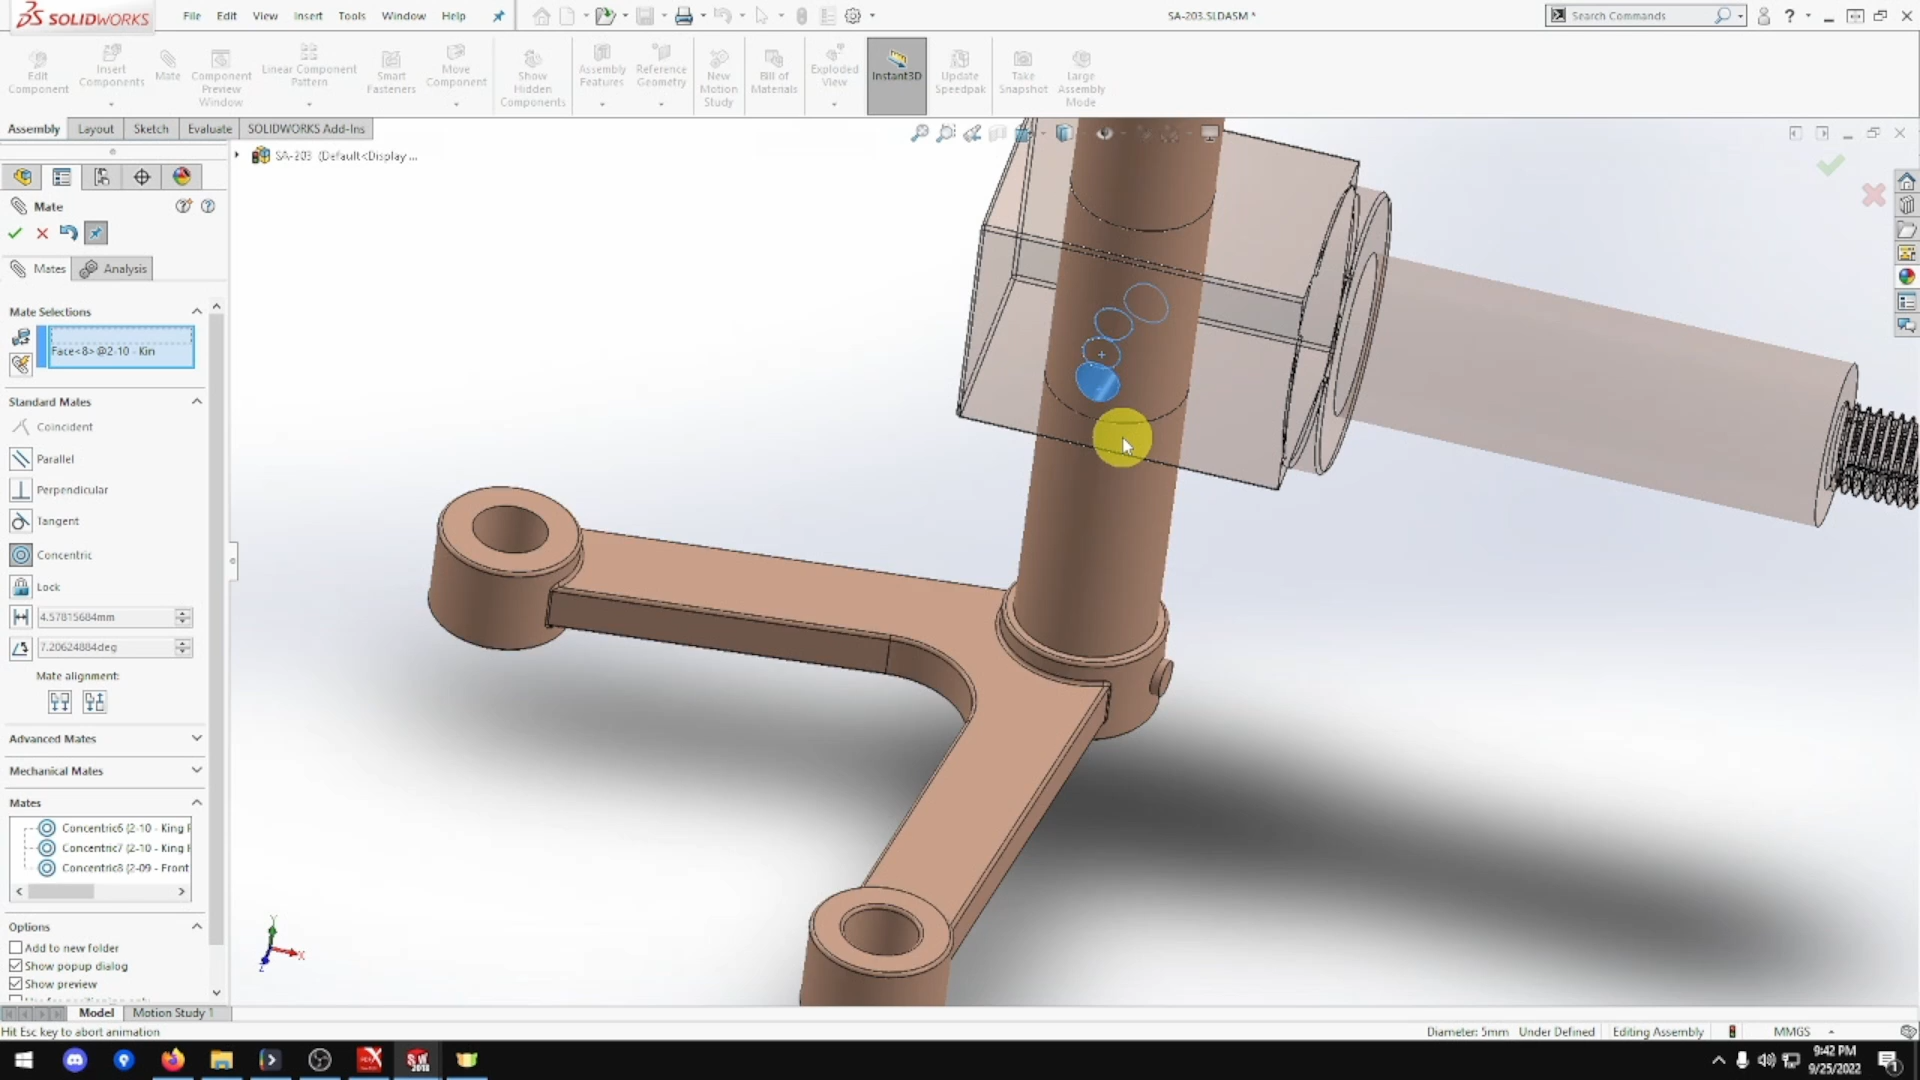 SOLIDWORKS
File Edit View Insert Tools Window Help
SA-203.SLDASM *
Search Commands
Edit Component
Insert Components
Mate
Component Preview Window
Linear Component Pattern
Smart Fasteners
Move Component
Show Hidden Components
Assembly Features
Reference Geometry
New Motion Study
Bill of Materials
Exploded View
Instant3D
Update Speedpak
Take Snapshot
Large Assembly Mode
Assembly Layout Sketch Evaluate SOLIDWORKS Add-Ins
SA-203 (Default<Display ...
Mate
Mates Analysis
Mate Selections
Face<8>@2-10 - Kin
Standard Mates
Coincident
Parallel
Perpendicular
Tangent
Concentric
Lock
4.57815684mm
7.20624884deg
Mate alignment:
Advanced Mates
Mechanical Mates
Mates
Concentric6 (2-10 - King
Concentric7 (2-10 - King
Concentric8 (2-09 - Front
Options
Add to new folder
Show popup dialog
Show preview
Y
X
Z
Model Motion Study 1
Hit Esc key to abort animation
Diameter: 5mm Under Defined Editing Assembly MMGS
9:42 PM
9/25/2022